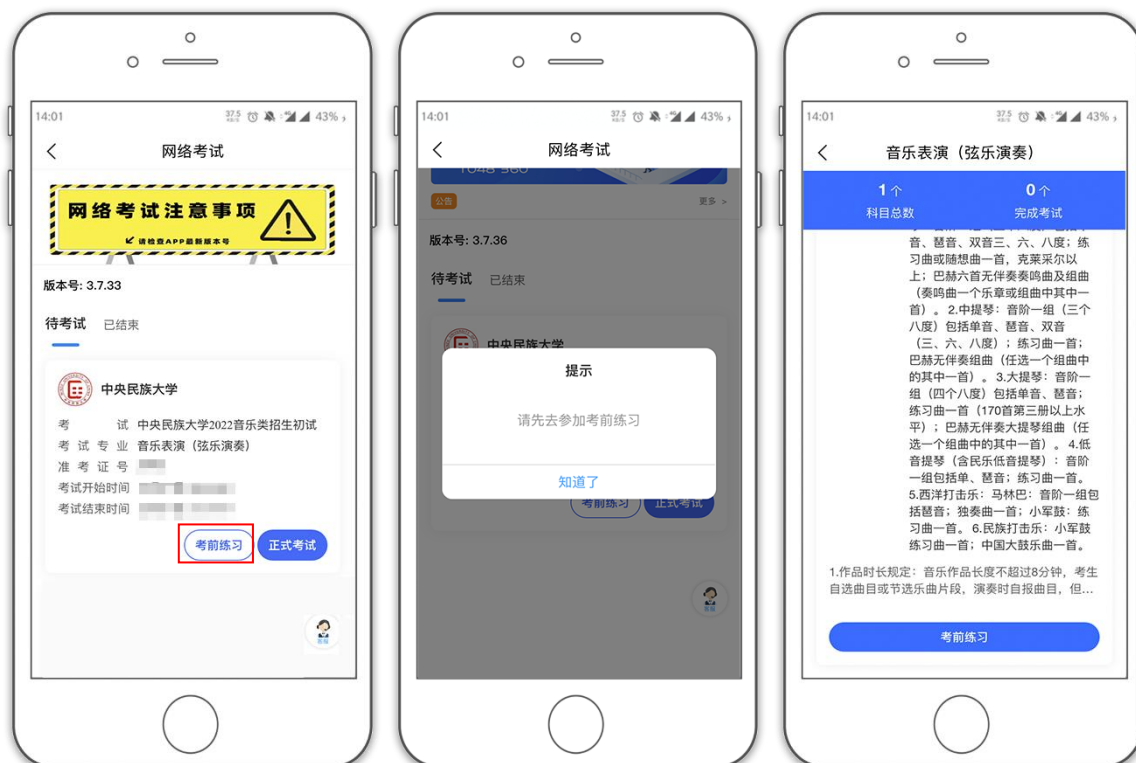 14:01
37.5
KB/S
4G
43%
网络考试
网络考试注意事项
请检查APP最新版本号
版本号: 3.7.33
待考试 已结束
中央民族大学
考 试 中央民族大学2022音乐类招生初试
考试专业 音乐表演（弦乐演奏）
准考证号
考试开始时间
考试结束时间
考前练习 正式考试
客服
14:01
37.5
KB/S
4G
43%
网络考试
公告 更多 >
版本号: 3.7.36
待考试 已结束
中央民族大学
提示
请先去参加考前练习
知道了
考前练习 正式考试
客服
14:01
37.5
KB/S
4G
43%
音乐表演（弦乐演奏）
1个 0个
科目总数 完成考试
音、琶音、双音三、六、八度；练
习曲或随想曲一首，克莱采尔以
上；巴赫六首无伴奏奏鸣曲及组曲
（奏鸣曲一个乐章或组曲中其中一
首）。 2.中提琴：音阶一组（三个
八度）包括单音、琶音、双音
（三、六、八度）；练习曲一首；
巴赫无伴奏组曲（任选一个组曲中
的其中一首）。 3.大提琴：音阶一
组（四个八度）包括单音、琶音；
练习曲一首（170首第三册以上水
平）；巴赫无伴奏大提琴组曲（任
选一个组曲中的其中一首）。 4.低
音提琴（含民乐低音提琴）：音阶
一组包括单、琶音；练习曲一首。
5.西洋打击乐：马林巴：音阶一组包
括琶音；独奏曲一首；小军鼓：练
习曲一首。 6.民族打击乐：小军鼓
练习曲一首；中国大鼓乐曲一首。
1.作品时长规定：音乐作品长度不超过8分钟，考生
自选曲目或节选乐曲片段，演奏时自报曲目，但...
考前练习